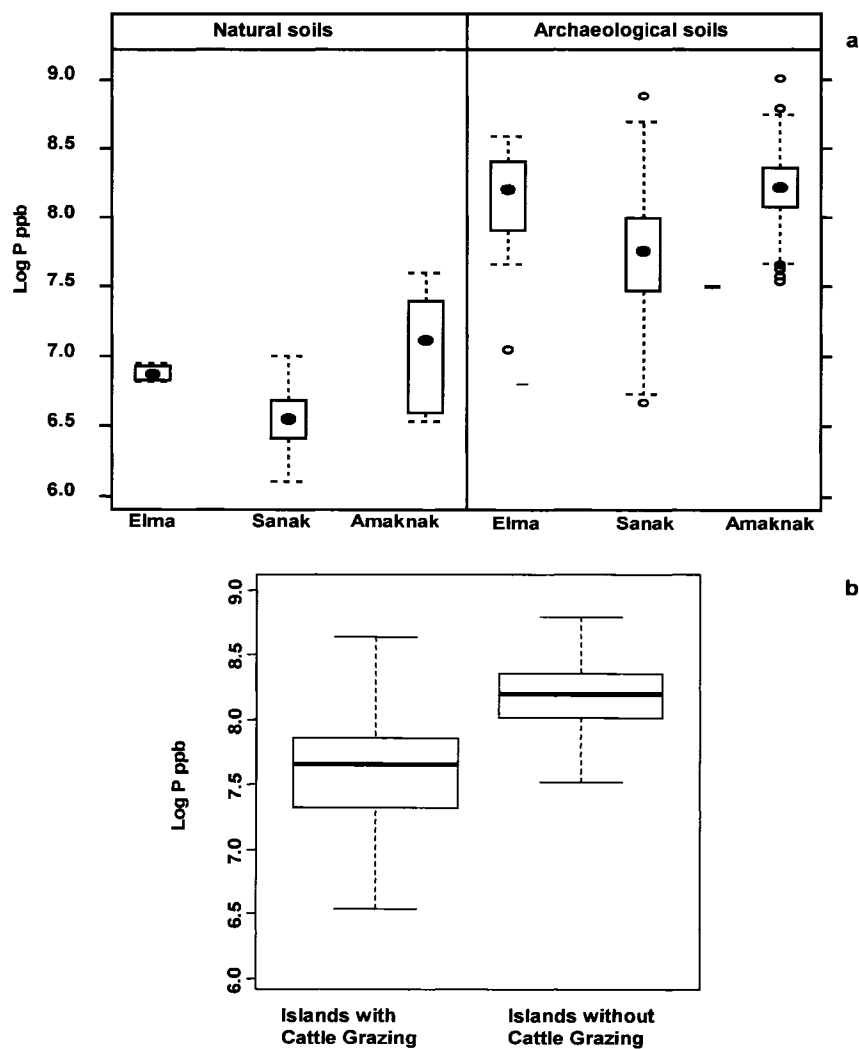 Natural soils
Archaeological soils
a
9.0
8.5
8.0
7.5
7.0
6.5
6.0
Log P ppb
Elma
Sanak
Amaknak
Elma
Sanak
Amaknak
b
9.0
8.5
8.0
7.5
7.0
6.5
6.0
Log P ppb
Islands with
Cattle Grazing
Islands without
Cattle Grazing